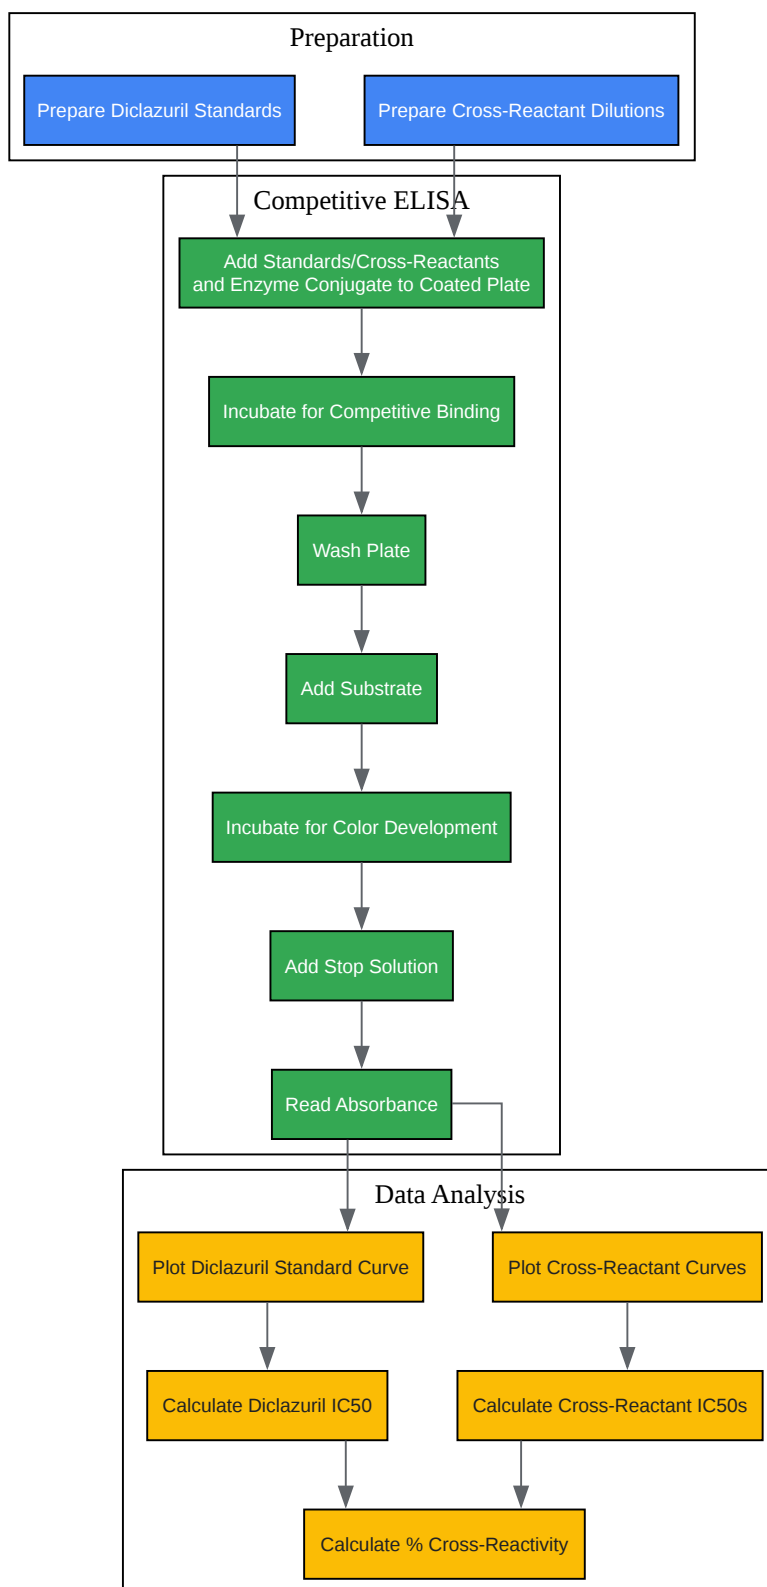 Preparation
Prepare Diclazuril Standards
Prepare Cross-Reactant Dilutions
Competitive ELISA
Add Standards/Cross-Reactants
and Enzyme Conjugate to Coated Plate
Incubate for Competitive Binding
Wash Plate
Add Substrate
Incubate for Color Development
Add Stop Solution
Read Absorbance
Data Analysis
Plot Diclazuril Standard Curve
Plot Cross-Reactant Curves
Calculate Diclazuril IC50
Calculate Cross-Reactant IC50s
Calculate % Cross-Reactivity